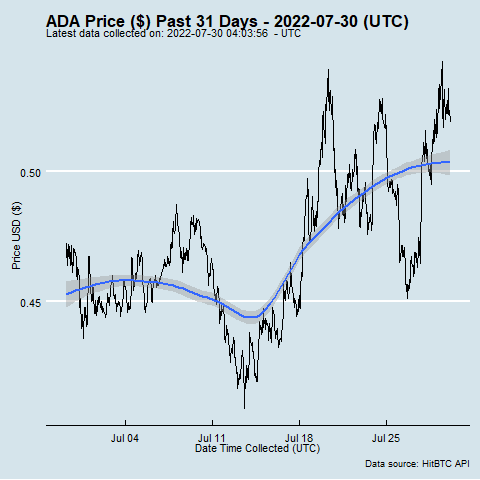 ADA Price ($) Past 31 Days - 2022-07-30 (UTC)
Latest data collected on: 2022-07-30 04:03:56 - UTC
Price USD ($)
0.50
0.45
Jul 04 Jul 11 Jul 18 Jul 25
Date Time Collected (UTC)
Data source: HitBTC API